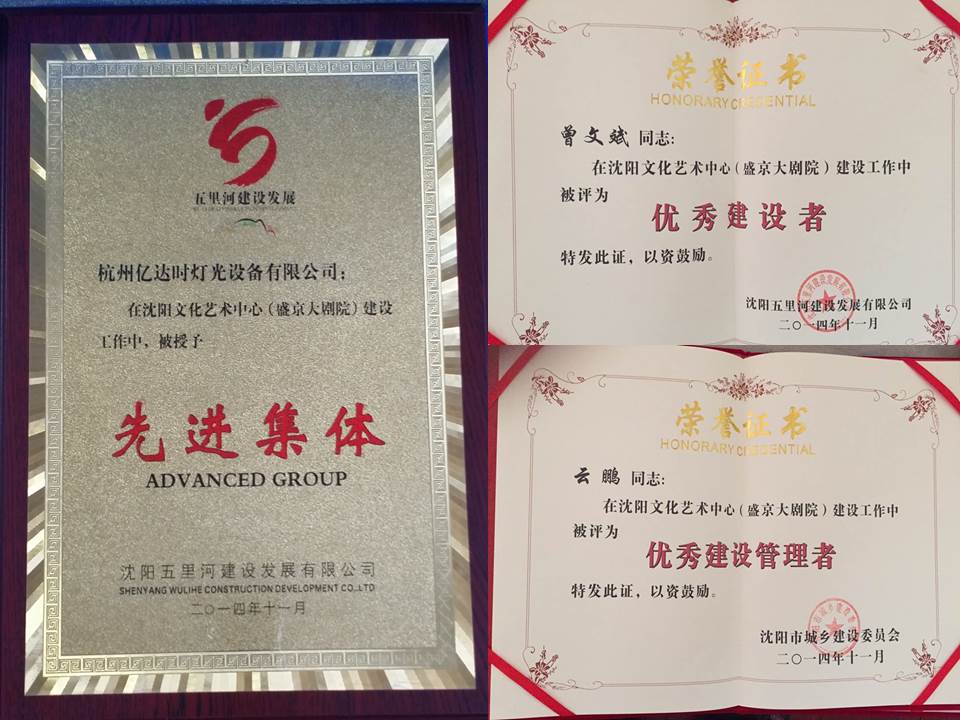 五里河建设发展
杭州亿达时灯光设备有限公司：
在沈阳文化艺术中心（盛京大剧院）建设
工作中，被授予
先进集体
ADVANCED GROUP
沈阳五里河建设发展有限公司
SHENYANG WULIHE CONSTRUCTION DEVELOPMENT CO.,LTD
二〇一四年十一月
荣誉证书
HONORARY CREDENTIAL
曾文斌 同志：
在沈阳文化艺术中心（盛京大剧院）建设工作中
被评为
优秀建设者
特发此证，以资鼓励。
沈阳五里河建设发展有限公司
二〇一四年十一月
荣誉证书
HONORARY CREDENTIAL
云鹏 同志：
在沈阳文化艺术中心（盛京大剧院）建设工作中
被评为
优秀建设管理者
特发此证，以资鼓励。
沈阳市城乡建设委员会
二〇一四年十一月